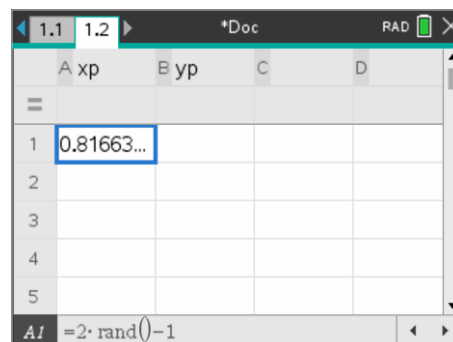 1.1 1.2 *Doc RAD
A xp B yp C D
=
1 0.81663...
2
3
4
5
A1 =2· rand()−1